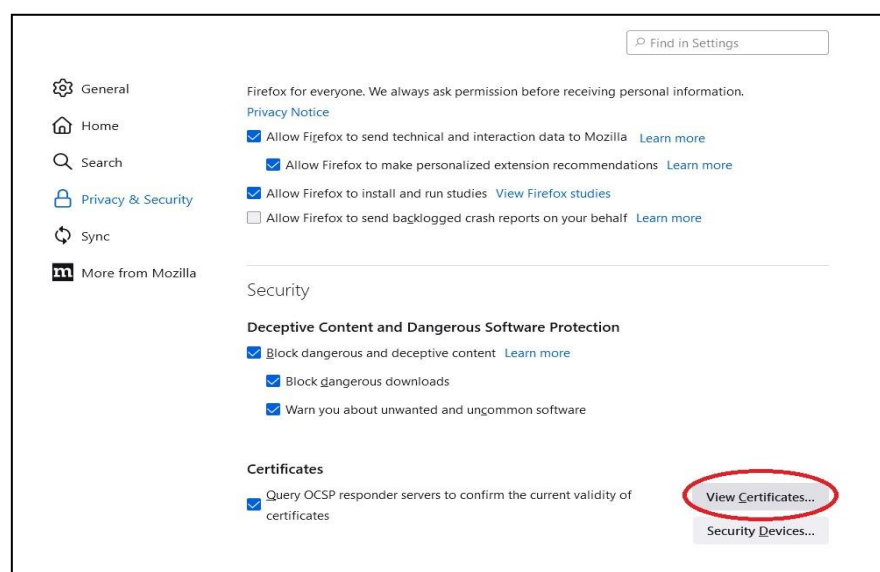 Find in Settings
General
Home
Search
Privacy & Security
Sync
m More from Mozilla
Firefox for everyone. We always ask permission before receiving personal information.
Privacy Notice
Allow Firefox to send technical and interaction data to Mozilla Learn more
Allow Firefox to make personalized extension recommendations Learn more
Allow Firefox to install and run studies View Firefox studies
Allow Firefox to send backlogged crash reports on your behalf Learn more
Security
Deceptive Content and Dangerous Software Protection
Block dangerous and deceptive content Learn more
Block dangerous downloads
Warn you about unwanted and uncommon software
Certificates
Query OCSP responder servers to confirm the current validity of
certificates
View Certificates...
Security Devices...